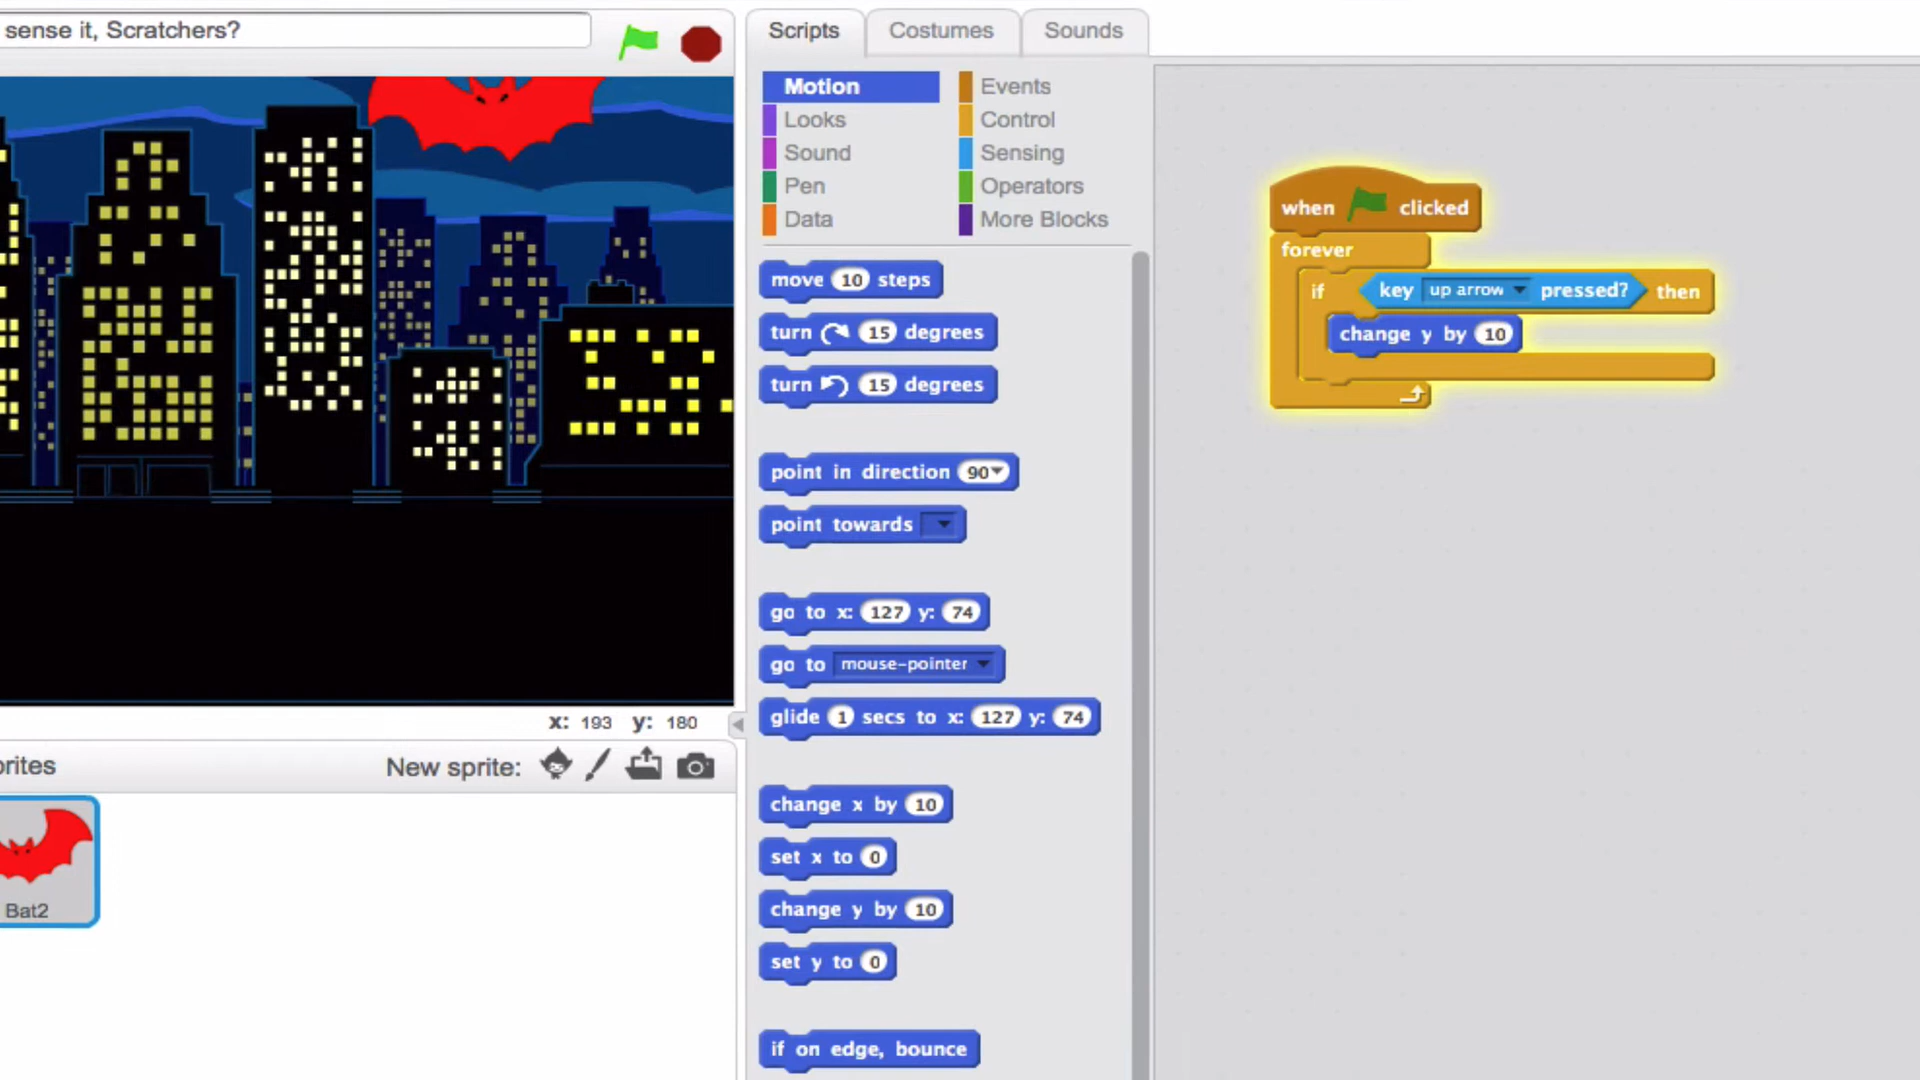 sense it, Scratchers?
Scripts
Costumes
Sounds
Motion
Looks
Sound
Pen
Data
Events
Control
Sensing
Operators
More Blocks
move 10 steps
turn 15 degrees
turn 15 degrees
point in direction 90
point towards
go to x: 127 y: 74
go to mouse-pointer
glide 1 secs to x: 127 y: 74
change x by 10
set x to 0
change y by 10
set y to 0
if on edge, bounce
when clicked
forever
if key up arrow pressed? then
change y by 10
x: 193 y: 180
rites
New sprite:
Bat2